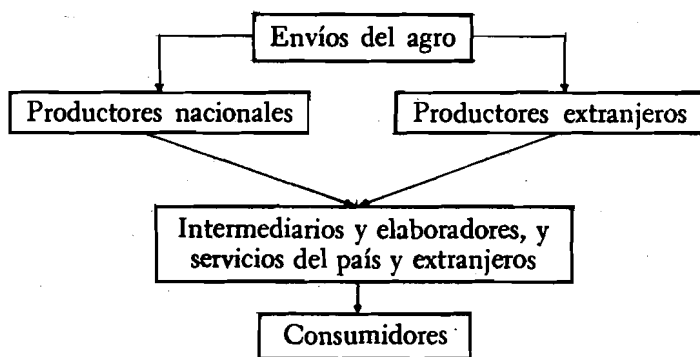 Envíos del agro
Productores nacionales
Productores extranjeros
Intermediarios y elaboradores, y
servicios del país y extranjeros
Consumidores